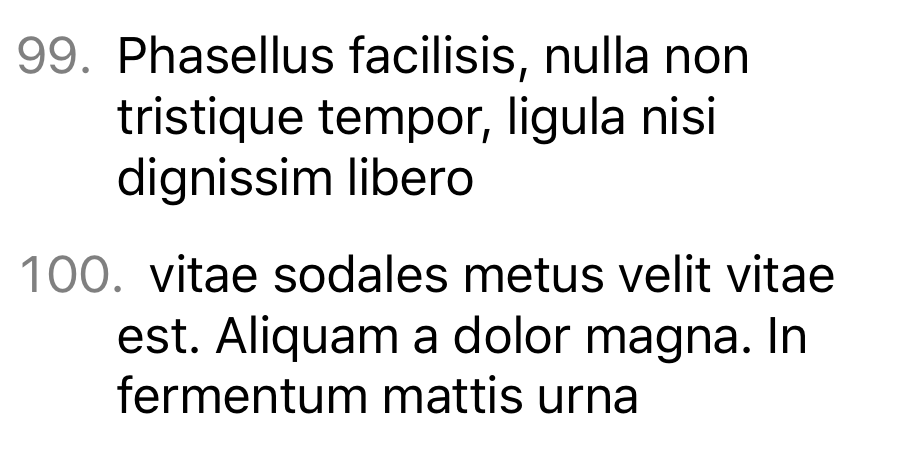 99. Phasellus facilisis, nulla non
tristique tempor, ligula nisi
dignissim libero
100. vitae sodales metus velit vitae
est. Aliquam a dolor magna. In
fermentum mattis urna